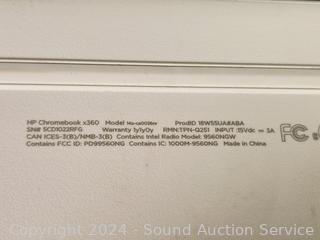 HP Chromebook x360 Model 14a-ca0026nr ProdID 18W55UA#ABA
SN# 5CD1022RFG Warranty 1y1y0y RMN:TPN-Q251 INPUT :15Vdc ⎓ 3A
CAN ICES-3(B)/NMB-3(B) Contains Intel Radio Model: 9560NGW
Contains FCC ID: PD99560NG Contains IC: 1000M-9560NG Made in China
FC
Copyright 2024 - Sound Auction Service